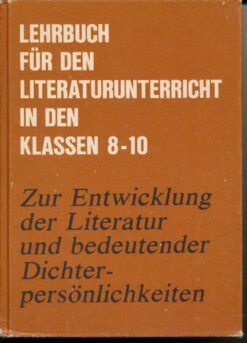 LEHRBUCH
FÜR DEN
LITERATURUNTERRICHT
IN DEN
KLASSEN 8-10
Zur Entwicklung
der Literatur
und bedeutender
Dichter-
persönlichkeiten